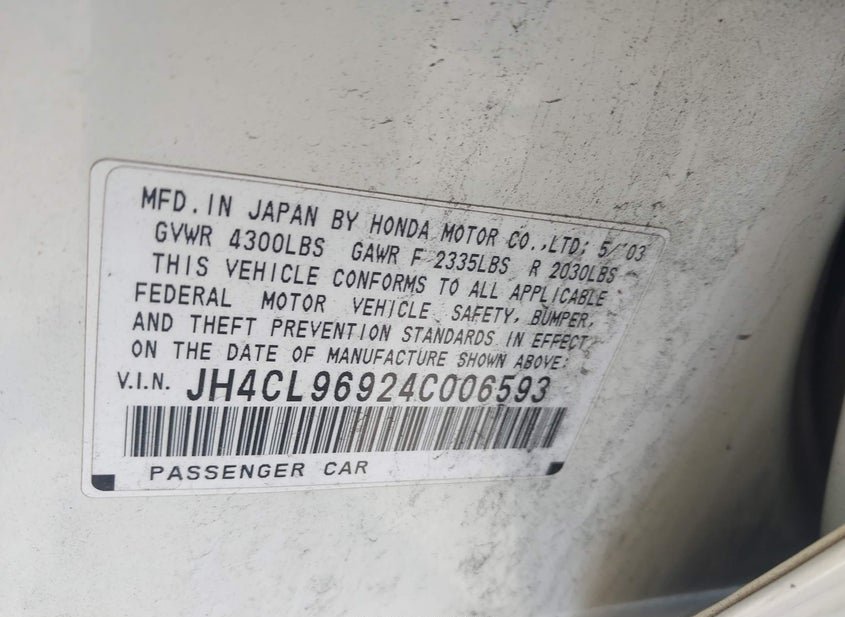 MFD. IN JAPAN BY HONDA MOTOR CO.,LTD; 5/03
GVWR 4300LBS GAWR F 2335LBS R 2030LBS
THIS VEHICLE CONFORMS TO ALL APPLICABLE
FEDERAL MOTOR VEHICLE SAFETY, BUMPER,
AND THEFT PREVENTION STANDARDS IN EFFECT
ON THE DATE OF MANUFACTURE SHOWN ABOVE:
V.I.N. JH4CL96924C006593
PASSENGER CAR